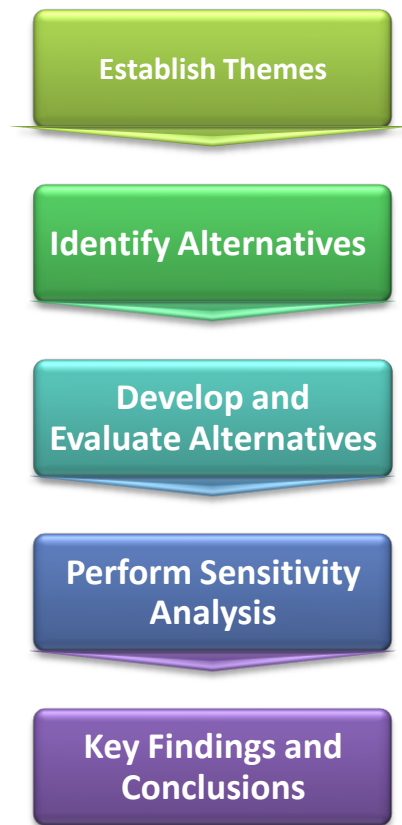 Establish Themes
Identify Alternatives
Develop and
Evaluate Alternatives
Perform Sensitivity
Analysis
Key Findings and
Conclusions